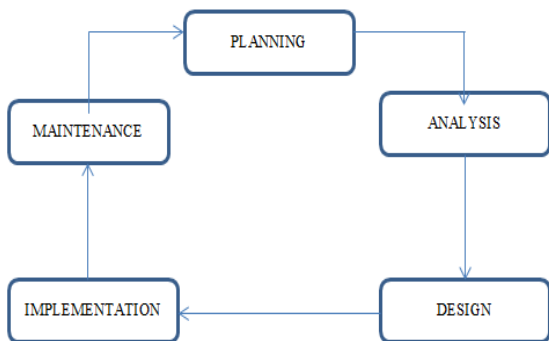 PLANNING
ANALYSIS
DESIGN
IMPLEMENTATION
MAINTENANCE